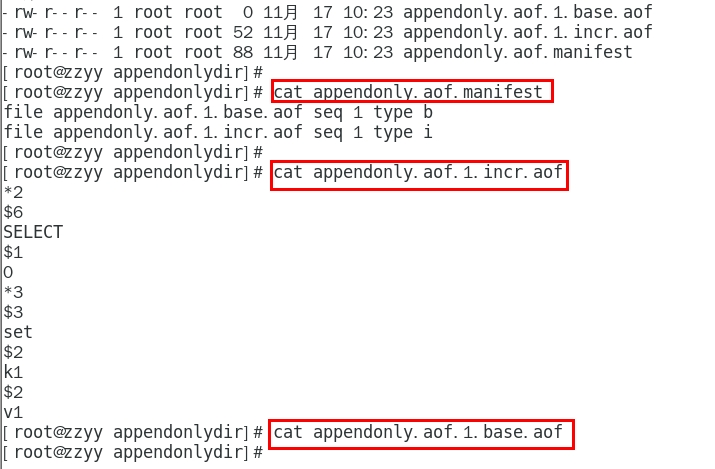 -rw-r--r-- 1 root root  0 11月 17 10:23 appendonly.aof.1.base.aof
-rw-r--r-- 1 root root 52 11月 17 10:23 appendonly.aof.1.incr.aof
-rw-r--r-- 1 root root 88 11月 17 10:23 appendonly.aof.manifest
[root@zzyy appendonlydir]#
[root@zzyy appendonlydir]# cat appendonly.aof.manifest
file appendonly.aof.1.base.aof seq 1 type b
file appendonly.aof.1.incr.aof seq 1 type i
[root@zzyy appendonlydir]#
[root@zzyy appendonlydir]# cat appendonly.aof.1.incr.aof
*2
$6
SELECT
$1
0
*3
$3
set
$2
k1
$2
v1
[root@zzyy appendonlydir]# cat appendonly.aof.1.base.aof
[root@zzyy appendonlydir]#